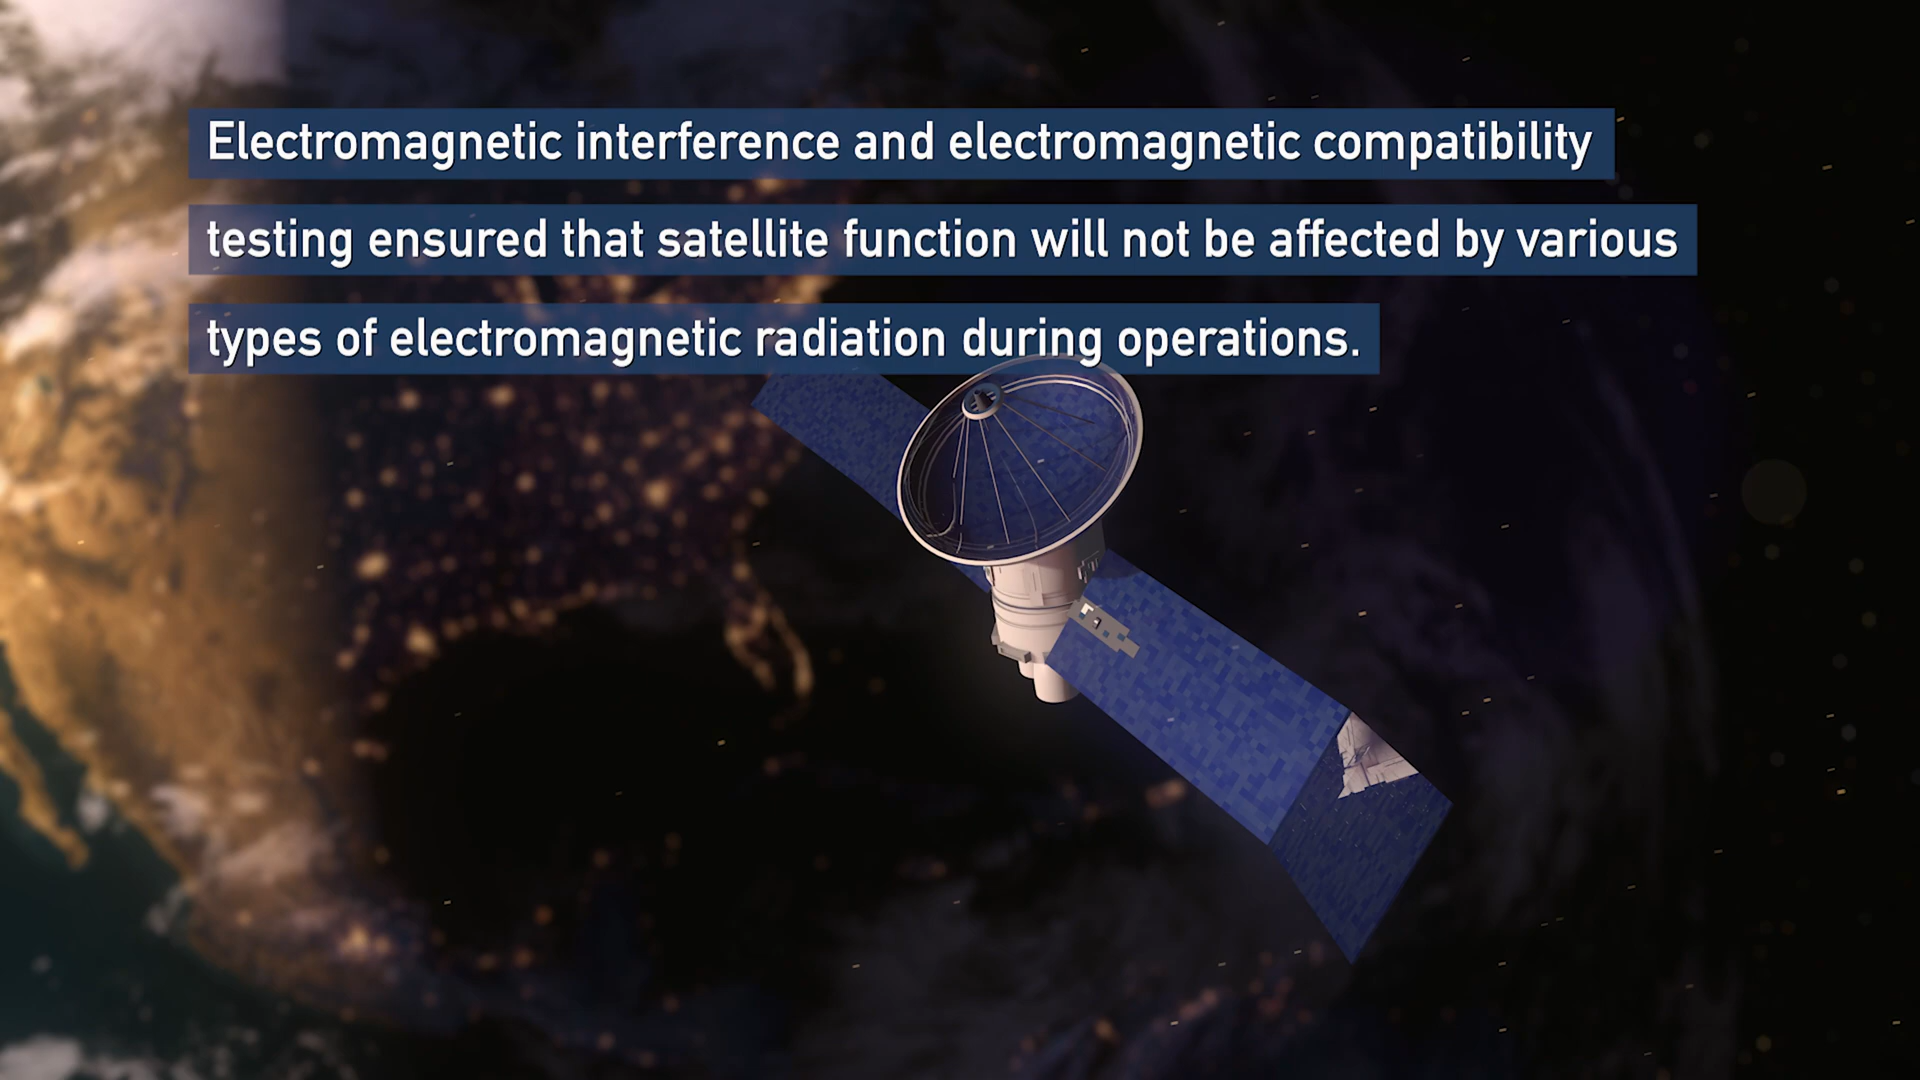 Electromagnetic interference and electromagnetic compatibility
testing ensured that satellite function will not be affected by various
types of electromagnetic radiation during operations.